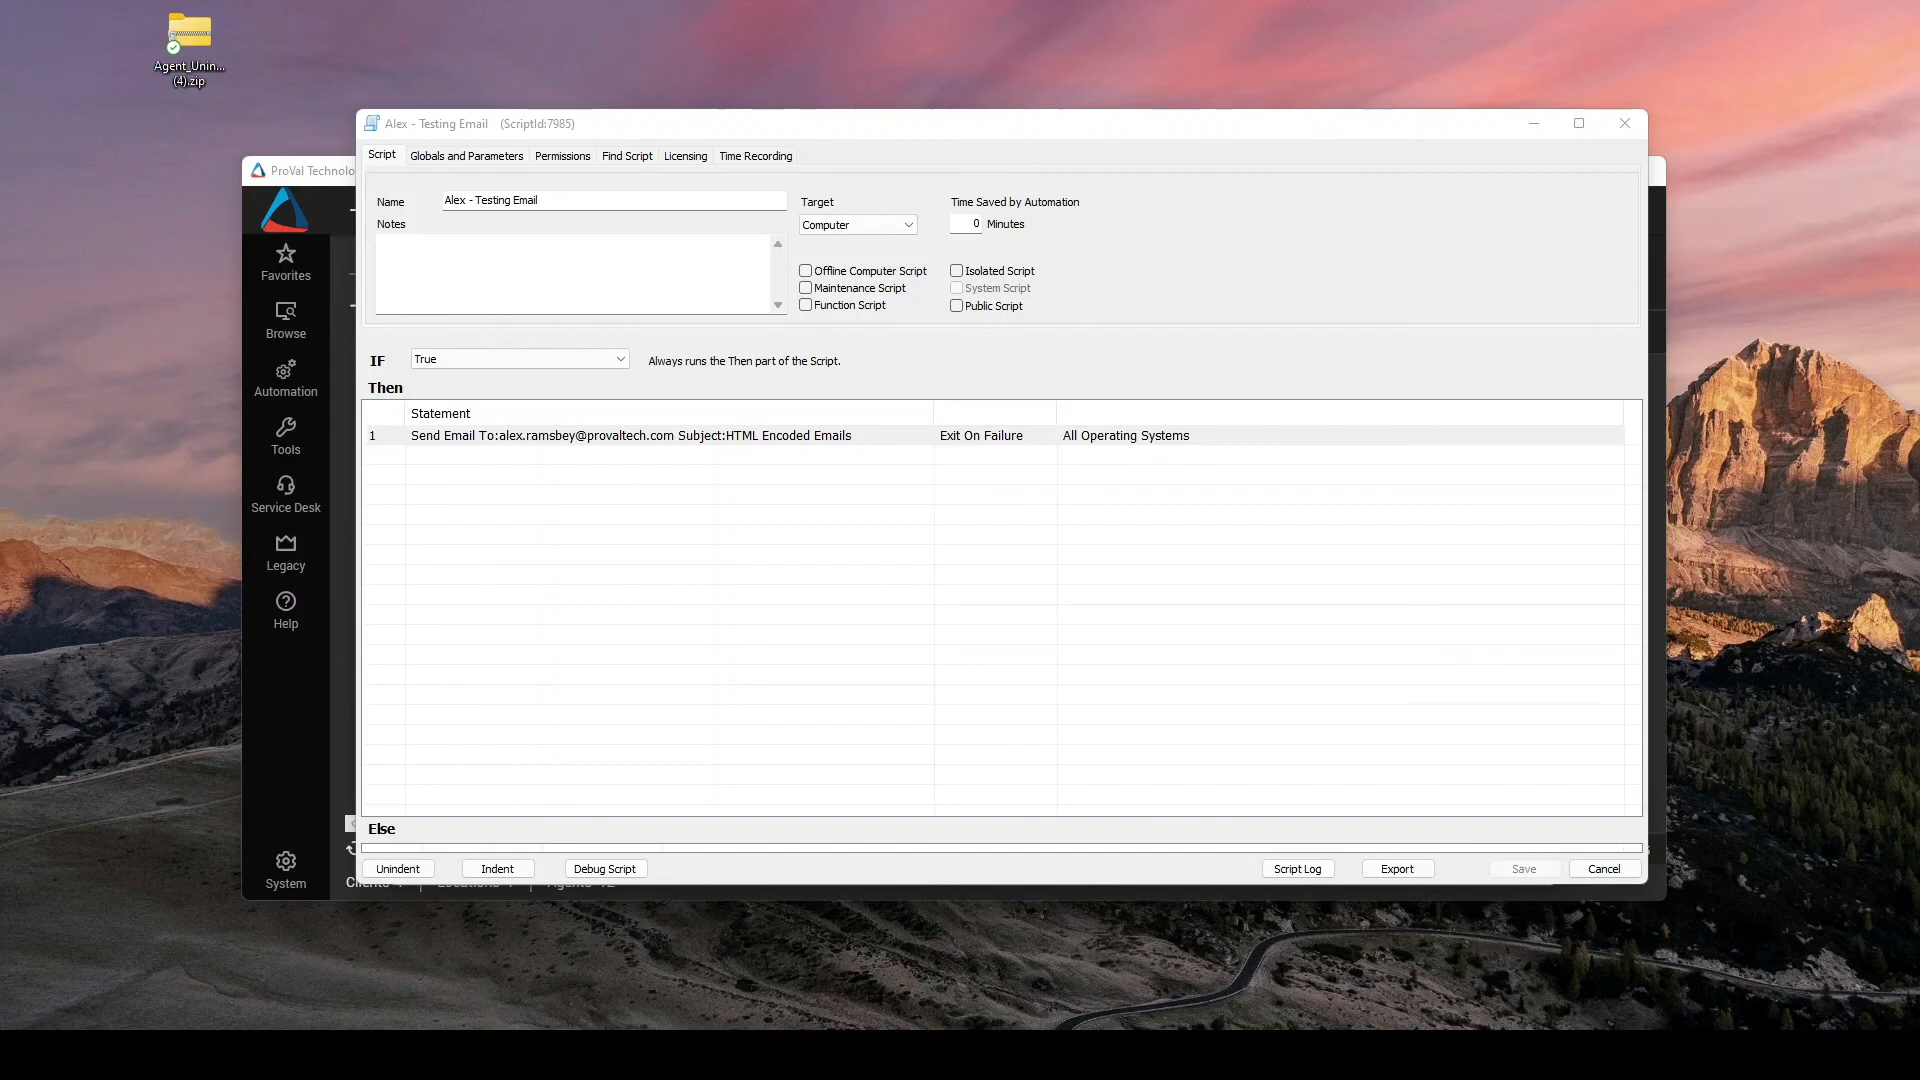 Agent_Unin...
(4).zip
Alex - Testing Email (ScriptId:7985)
ProVal Technolo
Script Globals and Parameters Permissions Find Script Licensing Time Recording
Name Alex - Testing Email Target Time Saved by Automation
Notes Computer 0 Minutes
Offline Computer Script Isolated Script
Maintenance Script System Script
Function Script Public Script
IF True Always runs the Then part of the Script.
Then
Statement
1 Send Email To:alex.ramsbey@provaltech.com Subject:HTML Encoded Emails Exit On Failure All Operating Systems
Else
Unindent Indent Debug Script Script Log Export Save Cancel
Favorites
Browse
Automation
Tools
Service Desk
Legacy
Help
System